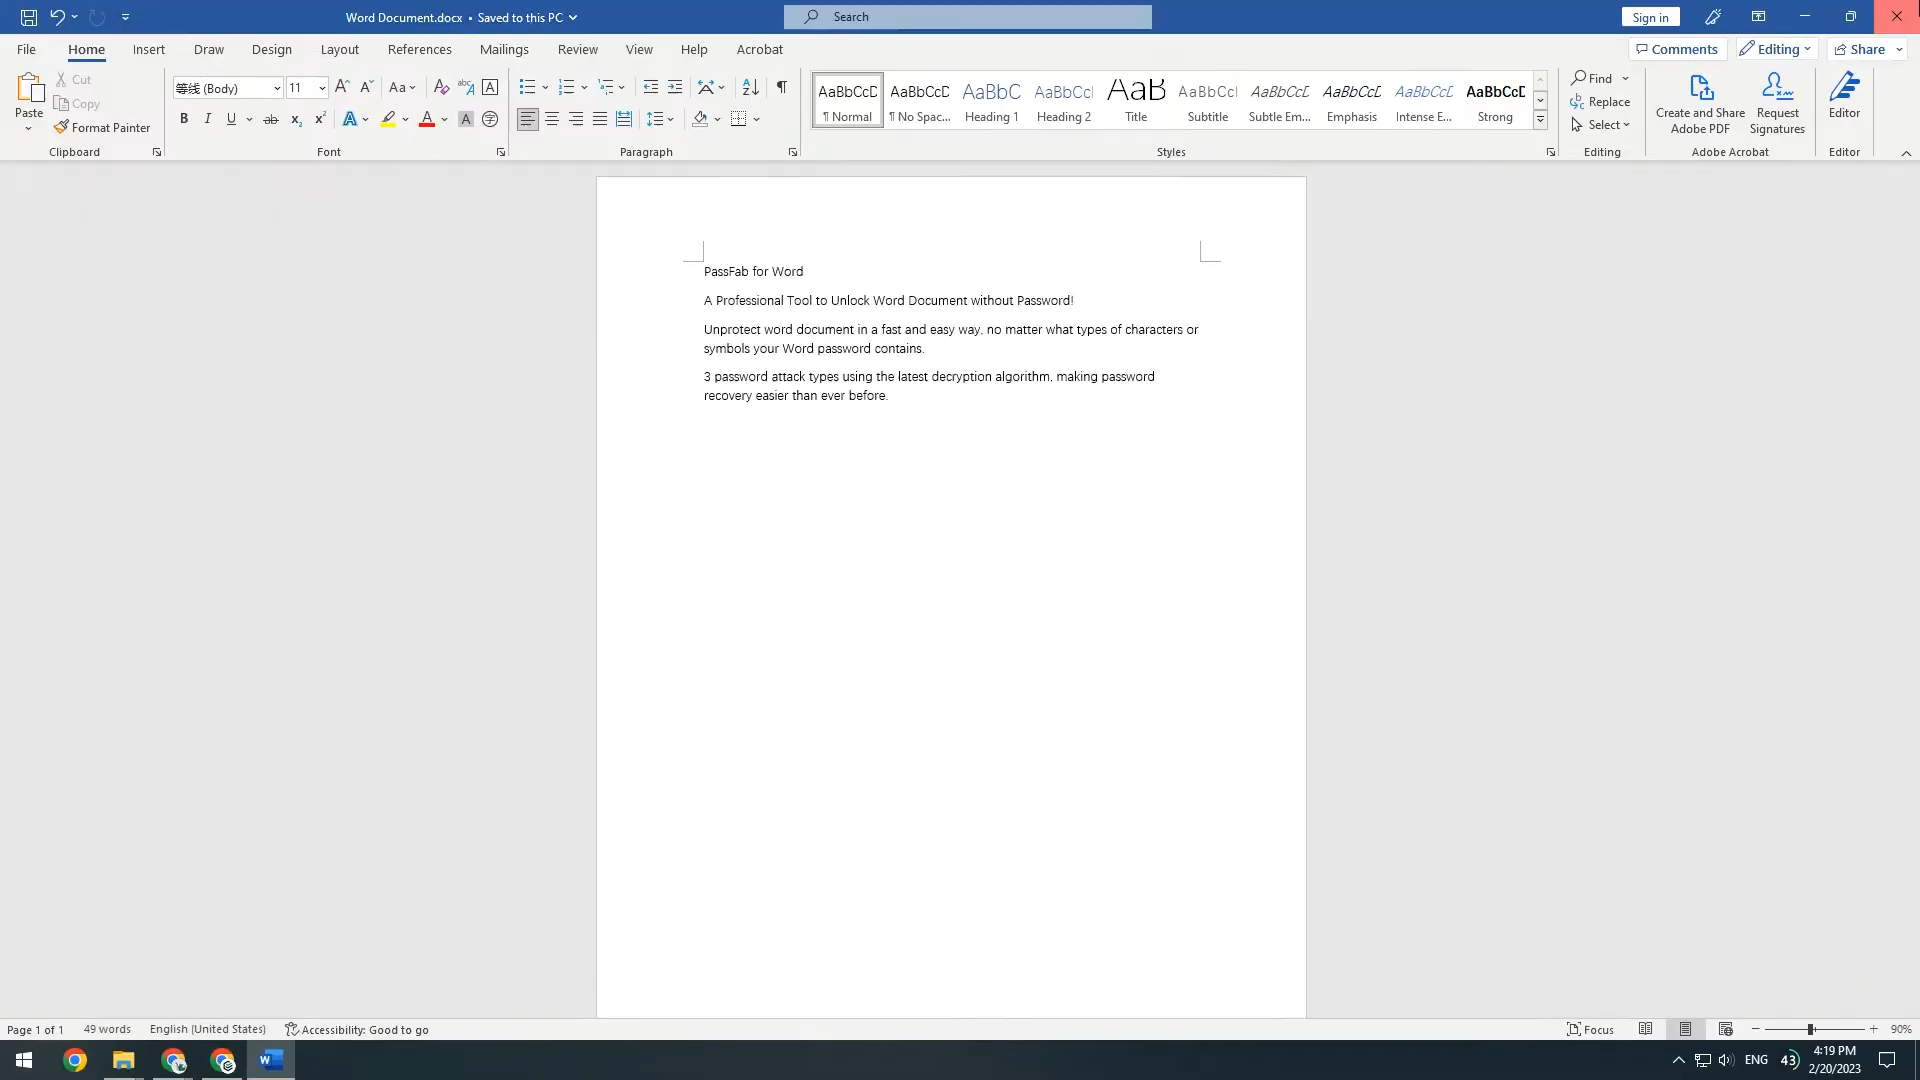 Word Document.docx • Saved to this PC
Search
Sign in
File Home Insert Draw Design Layout References Mailings Review View Help Acrobat
Comments Editing Share
Paste
Cut
Copy
Format Painter
Clipboard
等线 (Body) 11
Font
Paragraph
AaBbCcD AaBbCcD AaBbC AaBbCcI AaB AaBbCcI AaBbCcD AaBbCcD AaBbCcD AaBbCcD
¶ Normal ¶ No Spac... Heading 1 Heading 2 Title Subtitle Subtle Em... Emphasis Intense E... Strong
Styles
Find
Replace
Select
Editing
Create and Share
Adobe PDF
Request
Signatures
Adobe Acrobat
Editor
Editor
PassFab for Word
A Professional Tool to Unlock Word Document without Password!
Unprotect word document in a fast and easy way, no matter what types of characters or
symbols your Word password contains.
3 password attack types using the latest decryption algorithm, making password
recovery easier than ever before.
Page 1 of 1 49 words English (United States) Accessibility: Good to go
Focus 90%
ENG 43 4:19 PM
2/20/2023